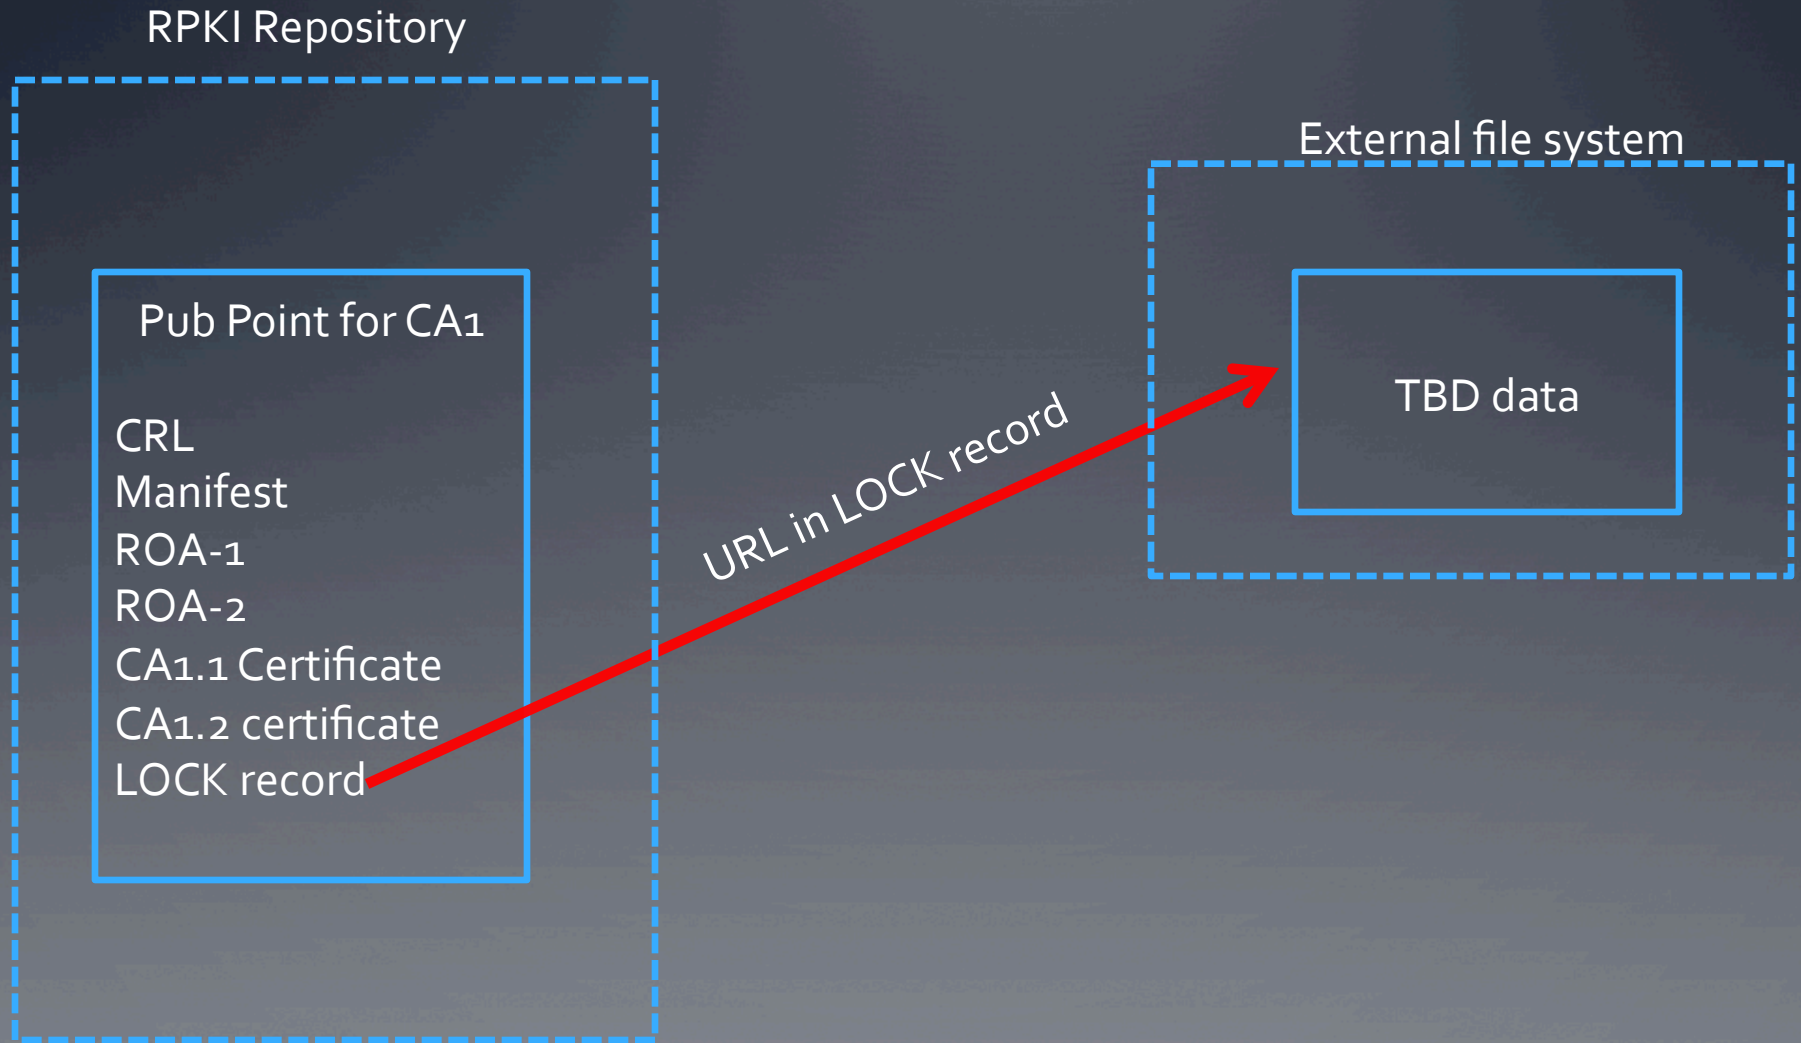 RPKI Repository
Pub Point for CA1
CRL
Manifest
ROA-1
ROA-2
CA1.1 Certificate
CA1.2 certificate
LOCK record
URL in LOCK record
External file system
TBD data